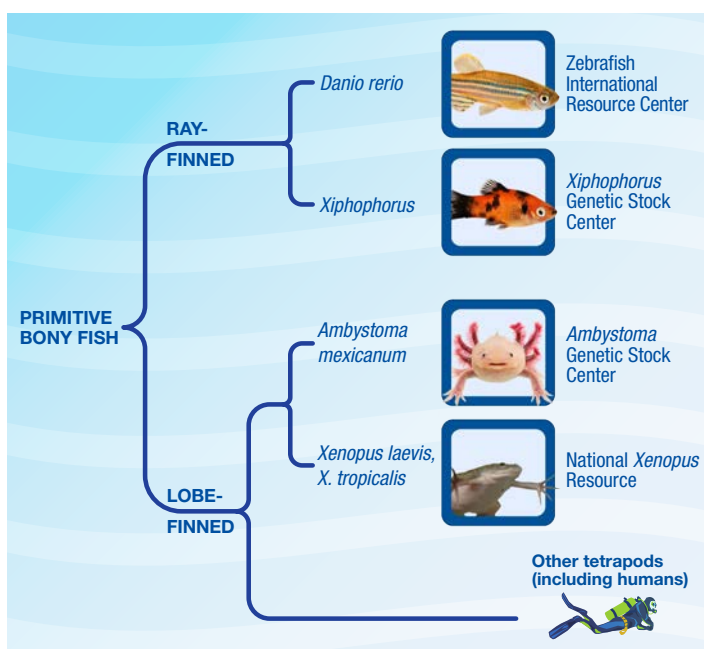 Danio rerio
Zebrafish
International
Resource Center
RAY-
FINNED
Xiphophorus
Xiphophorus
Genetic Stock
Center
PRIMITIVE
BONY FISH
Ambystoma
mexicanum
Ambystoma
Genetic Stock
Center
Xenopus laevis,
X. tropicalis
National Xenopus
Resource
LOBE-
FINNED
Other tetrapods
(including humans)